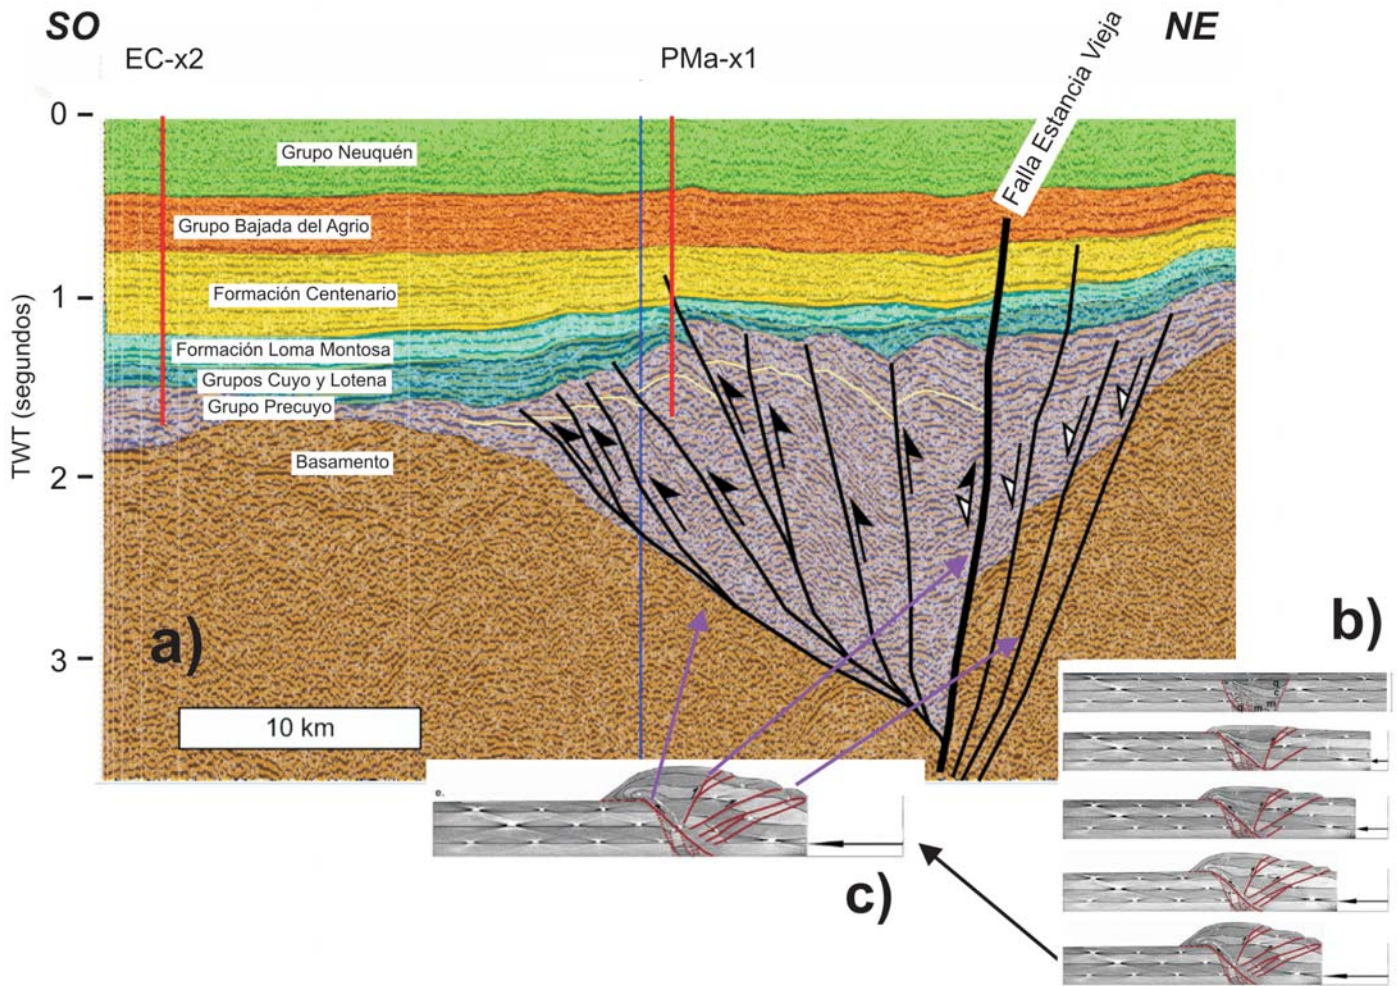 SO
NE
EC-x2
PMa-x1
Falla Estancia Vieja
0
Grupo Neuquén
Grupo Bajada del Agrio
Formación Centenario
1
Formación Loma Montosa
Grupos Cuyo y Lotena
Grupo Precuyo
TWT (segundos)
Basamento
2
a)
b)
3
10 km
e.
c)